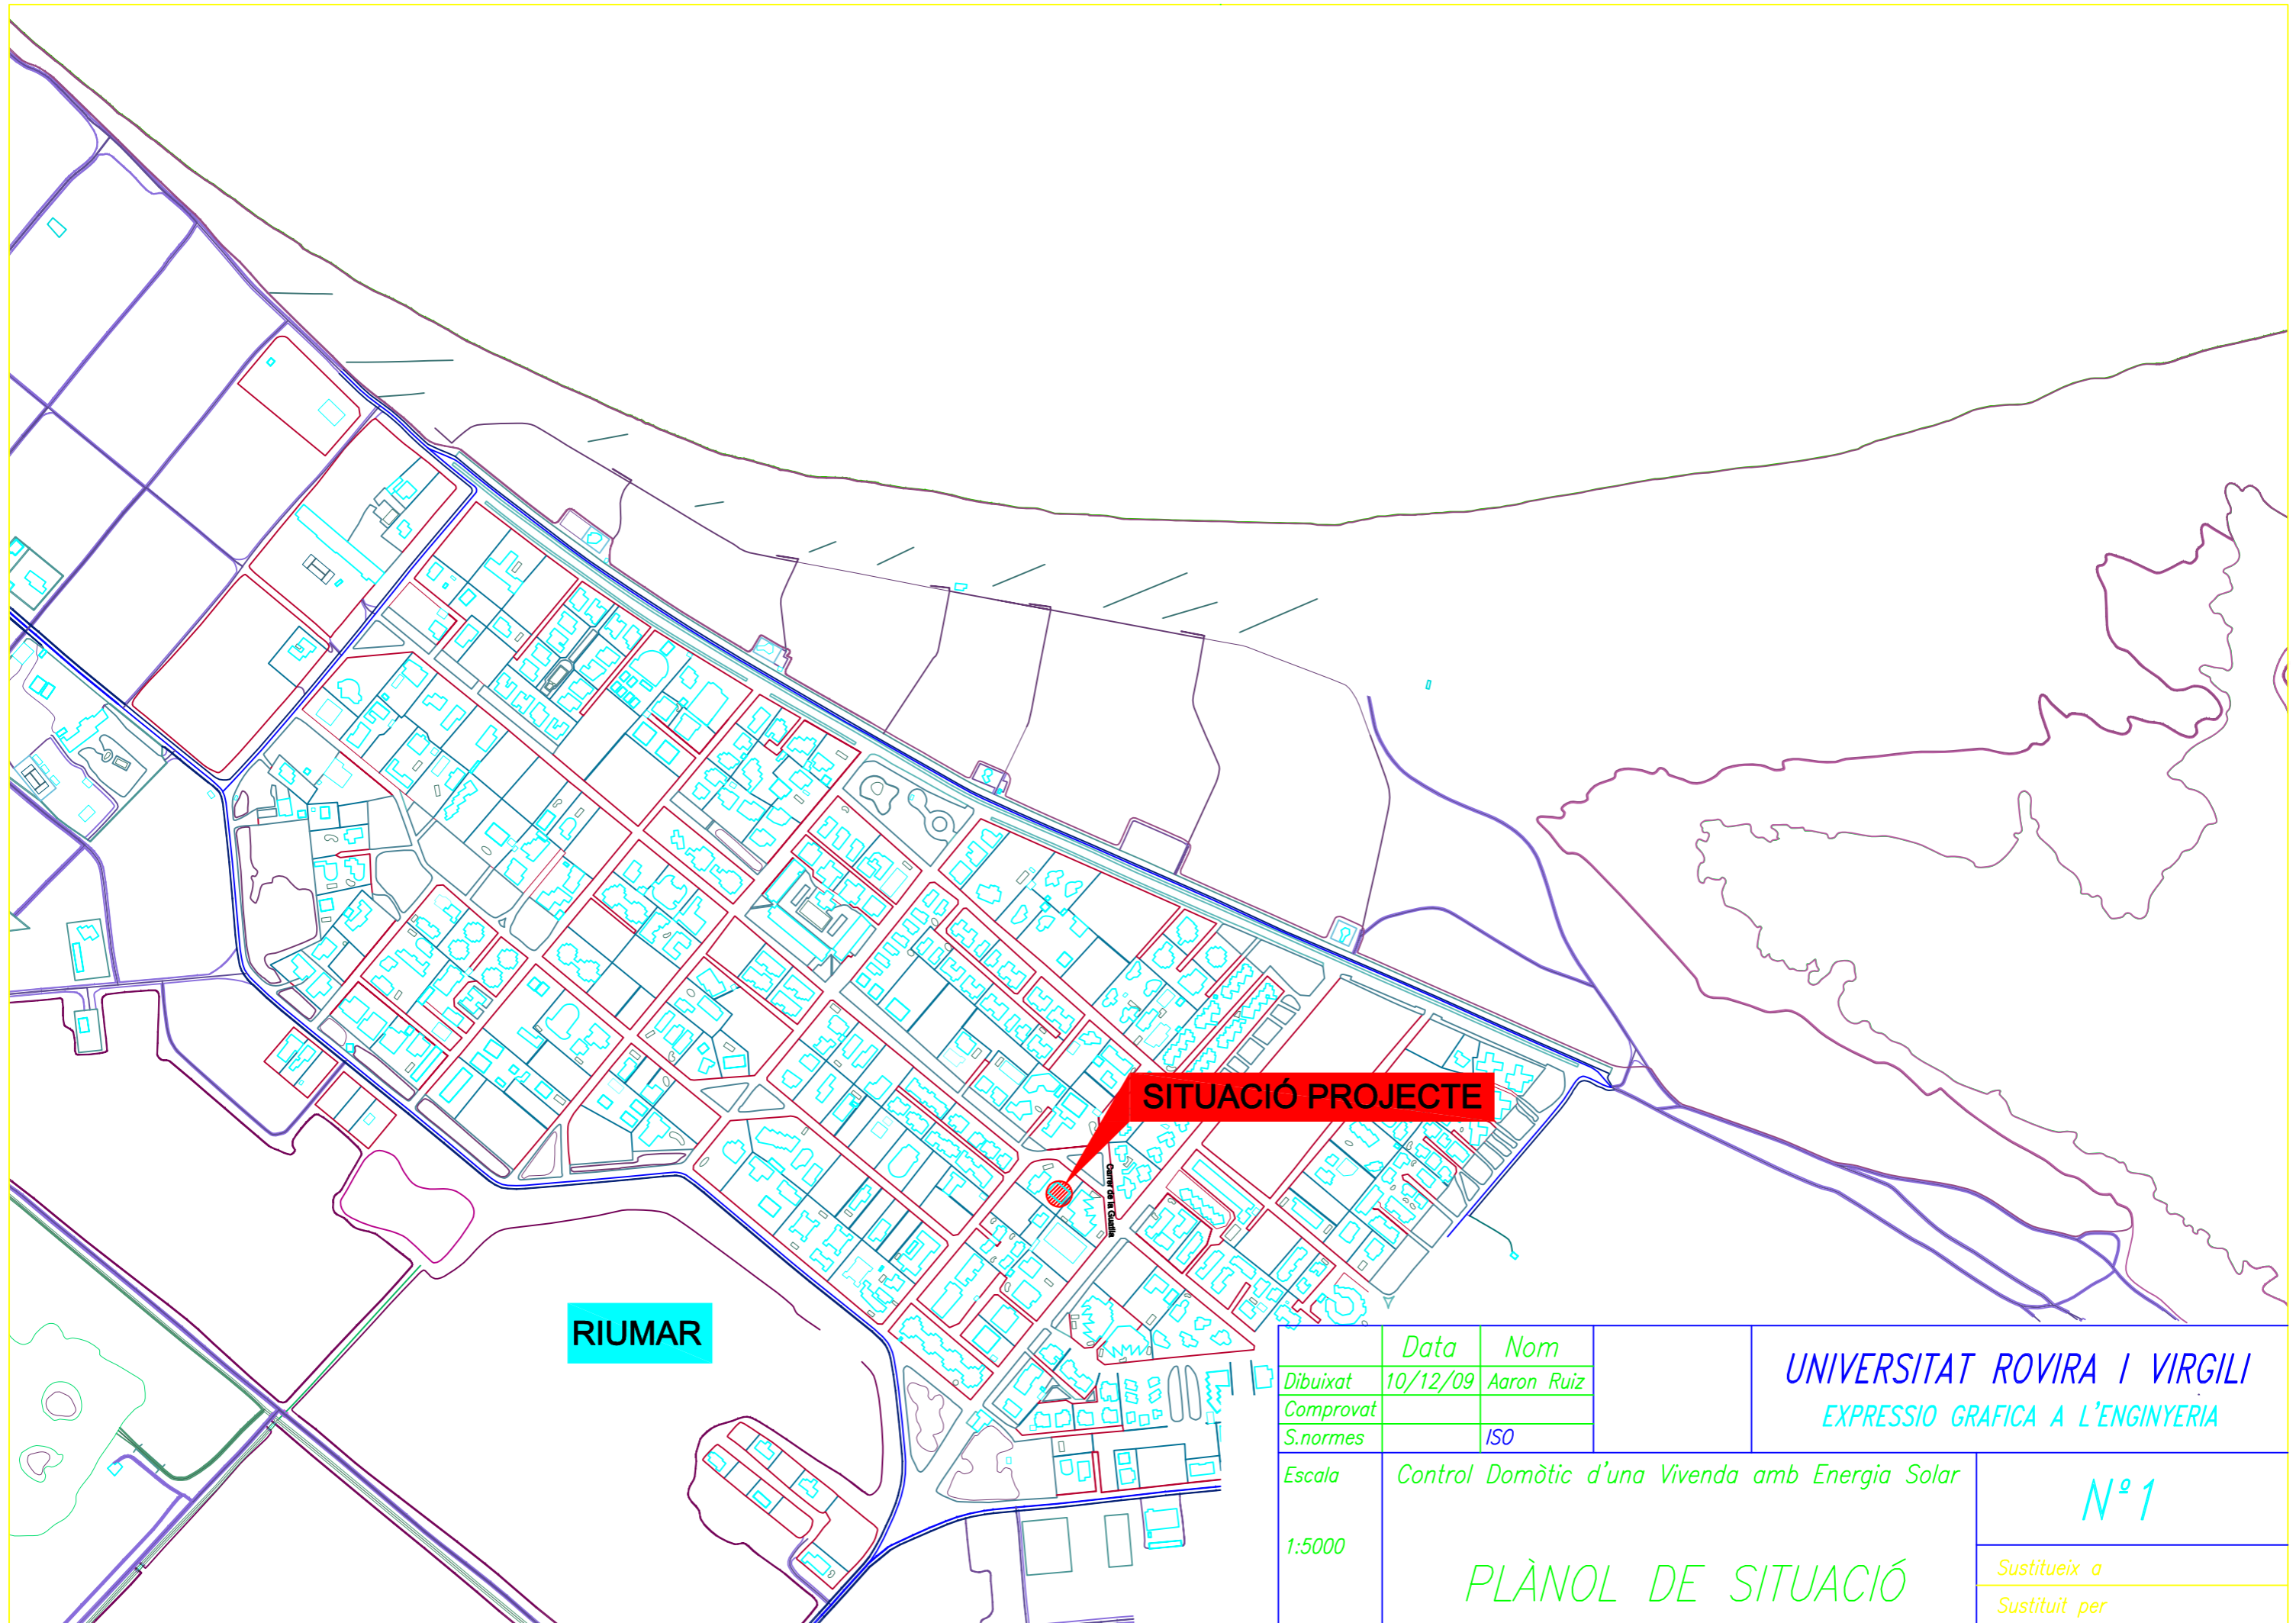 SITUACIÓ PROJECTE
Carrer de la Guatlla
RIUMAR
Data Nom
Dibuixat 10/12/09 Aaron Ruiz
Comprovat
S.normes ISO
UNIVERSITAT ROVIRA I VIRGILI
EXPRESSIO GRAFICA A L'ENGINYERIA
Escala
1:5000
Control Domòtic d'una Vivenda amb Energia Solar
PLÀNOL DE SITUACIÓ
Nº1
Sustitueix a
Sustituit per